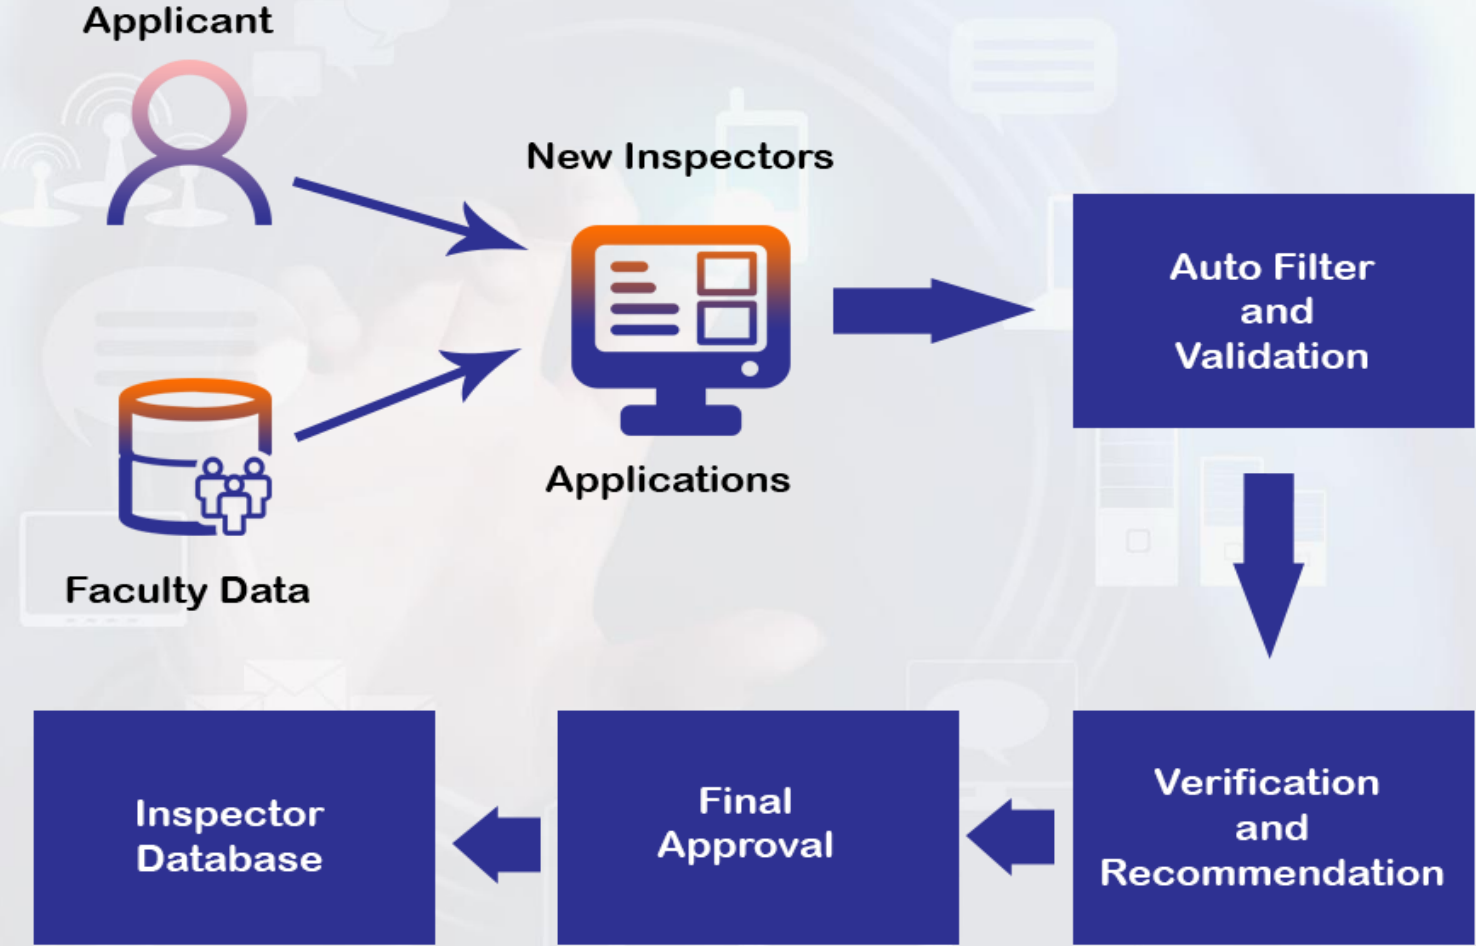 Applicant
New Inspectors
Applications
Faculty Data
Auto Filter
and
Validation
Verification
and
Recommendation
Final
Approval
Inspector
Database